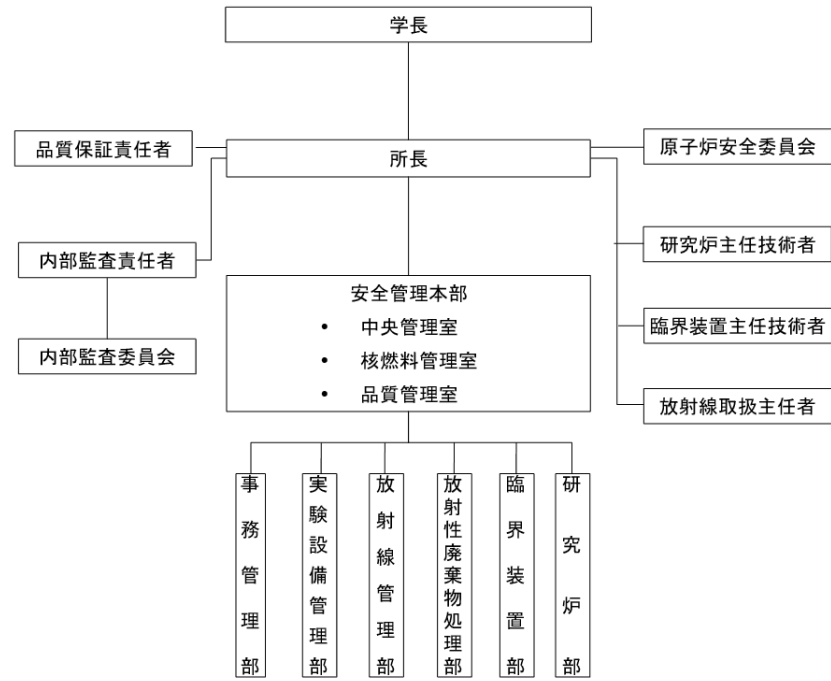 学長
品質保証責任者
所長
原子炉安全委員会
内部監査責任者
研究炉主任技術者
安全管理本部
• 中央管理室
• 核燃料管理室
• 品質管理室
臨界装置主任技術者
内部監査委員会
放射線取扱主任者
事務管理部
実験設備管理部
放射線管理部
放射性廃棄物処理部
臨界装置部
研究炉部